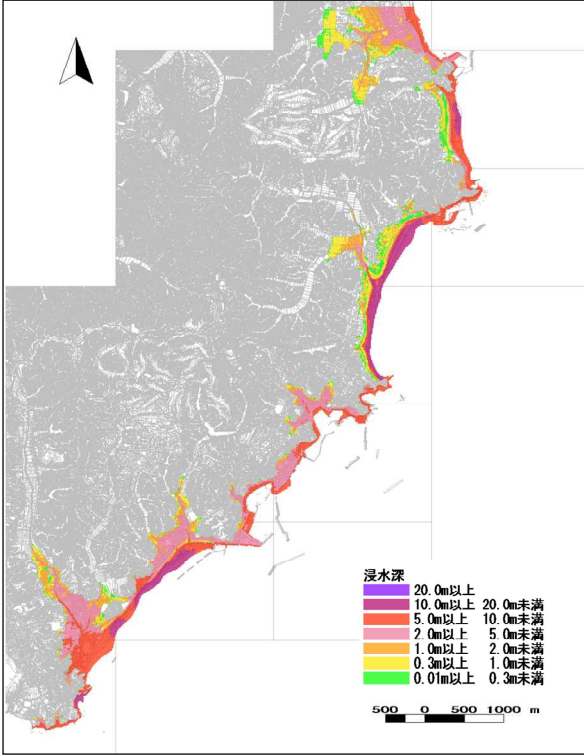 浸水深
20.0m以上
10.0m以上 20.0m未満
5.0m以上 10.0m未満
2.0m以上 5.0m未満
1.0m以上 2.0m未満
0.3m以上 1.0m未満
0.01m以上 0.3m未満
500 0 500 1000 m